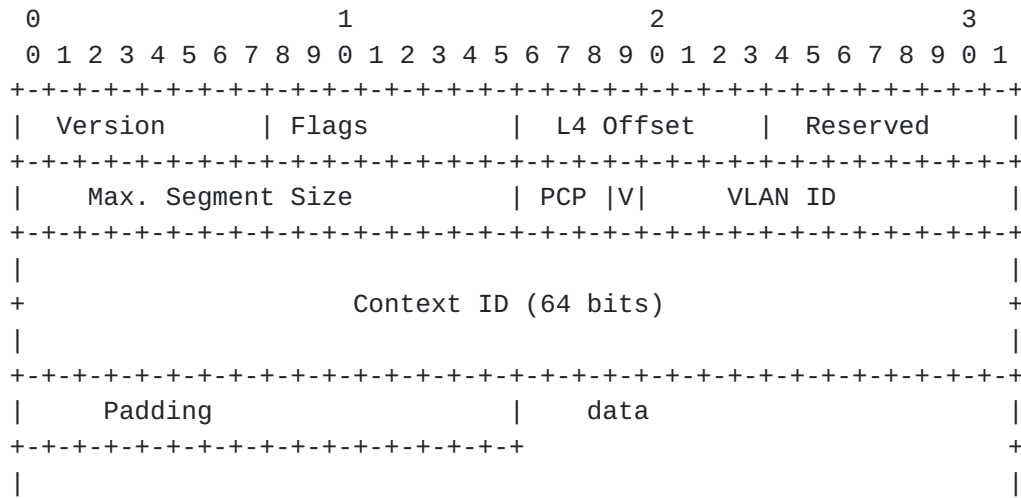 0                   1                   2                   3
 0 1 2 3 4 5 6 7 8 9 0 1 2 3 4 5 6 7 8 9 0 1 2 3 4 5 6 7 8 9 0 1
+-+-+-+-+-+-+-+-+-+-+-+-+-+-+-+-+-+-+-+-+-+-+-+-+-+-+-+-+-+-+-+-+
|  Version      | Flags         |  L4 Offset    |  Reserved     |
+-+-+-+-+-+-+-+-+-+-+-+-+-+-+-+-+-+-+-+-+-+-+-+-+-+-+-+-+-+-+-+-+
|    Max. Segment Size          | PCP |V|     VLAN ID           |
+-+-+-+-+-+-+-+-+-+-+-+-+-+-+-+-+-+-+-+-+-+-+-+-+-+-+-+-+-+-+-+-+
|                                                               |
+                     Context ID (64 bits)                      +
|                                                               |
+-+-+-+-+-+-+-+-+-+-+-+-+-+-+-+-+-+-+-+-+-+-+-+-+-+-+-+-+-+-+-+-+
|     Padding                   |    data                       |
+-+-+-+-+-+-+-+-+-+-+-+-+-+-+-+-+                               +
|                                                               |